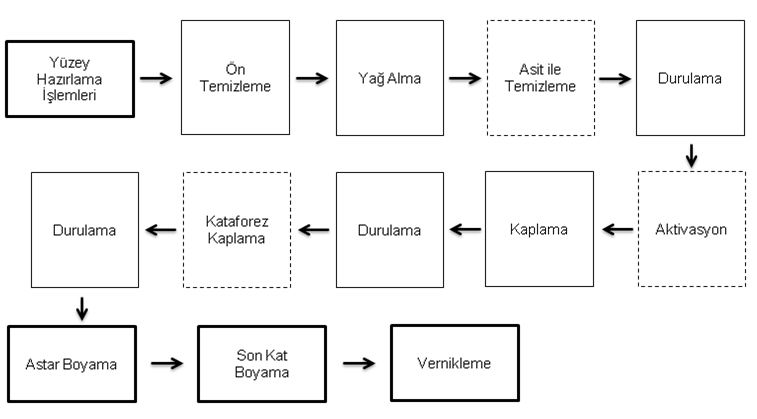 Yüzey
Hazırlama
İşlemleri
Ön
Temizleme
Yağ Alma
Asit ile
Temizleme
Durulama
Aktivasyon
Kaplama
Durulama
Kataforez
Kaplama
Durulama
Astar Boyama
Son Kat
Boyama
Vernikleme